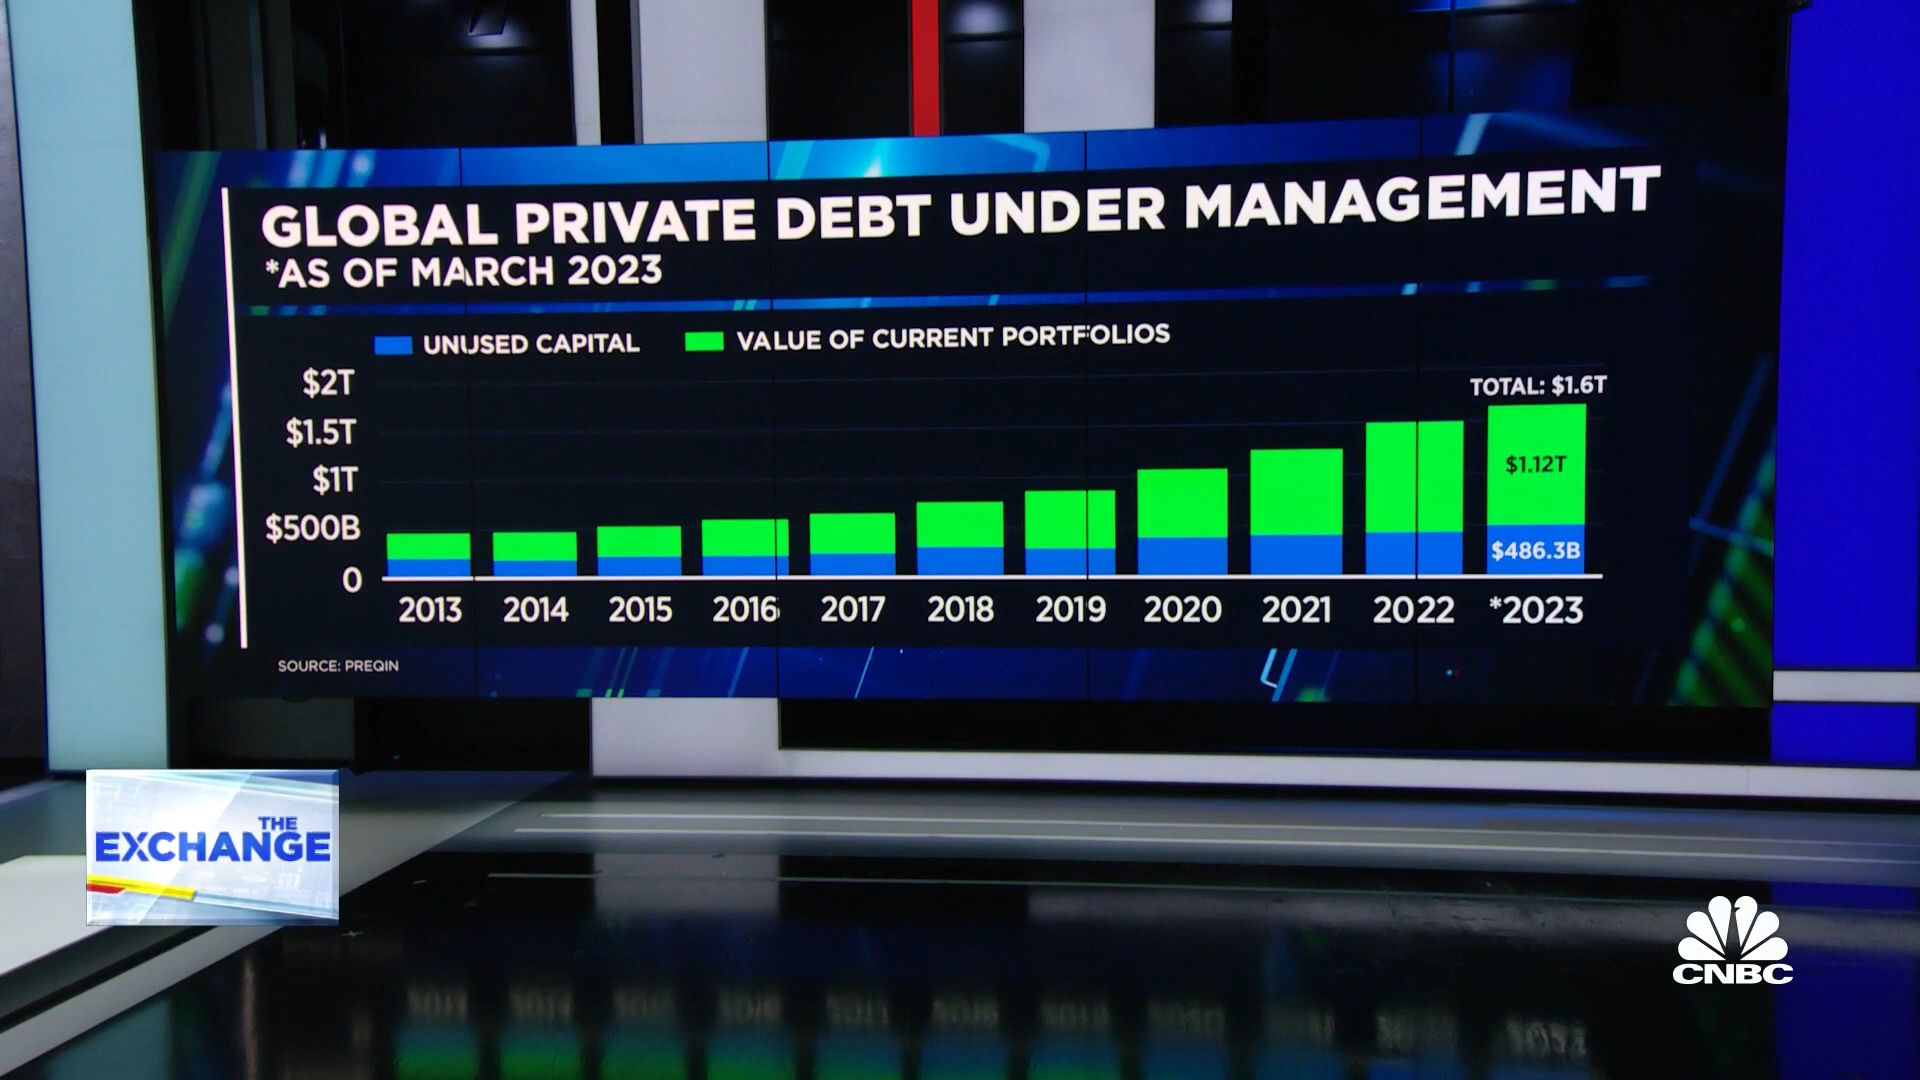 GLOBAL PRIVATE DEBT UNDER MANAGEMENT
*AS OF MARCH 2023
UNUSED CAPITAL VALUE OF CURRENT PORTFOLIOS
$2T
TOTAL: $1.6T
$1.5T
$1.12T
$1T
$500B
$486.3B
0
2013 2014 2015 2016 2017 2018 2019 2020 2021 2022 *2023
SOURCE: PREQIN
THE
EXCHANGE
CNBC